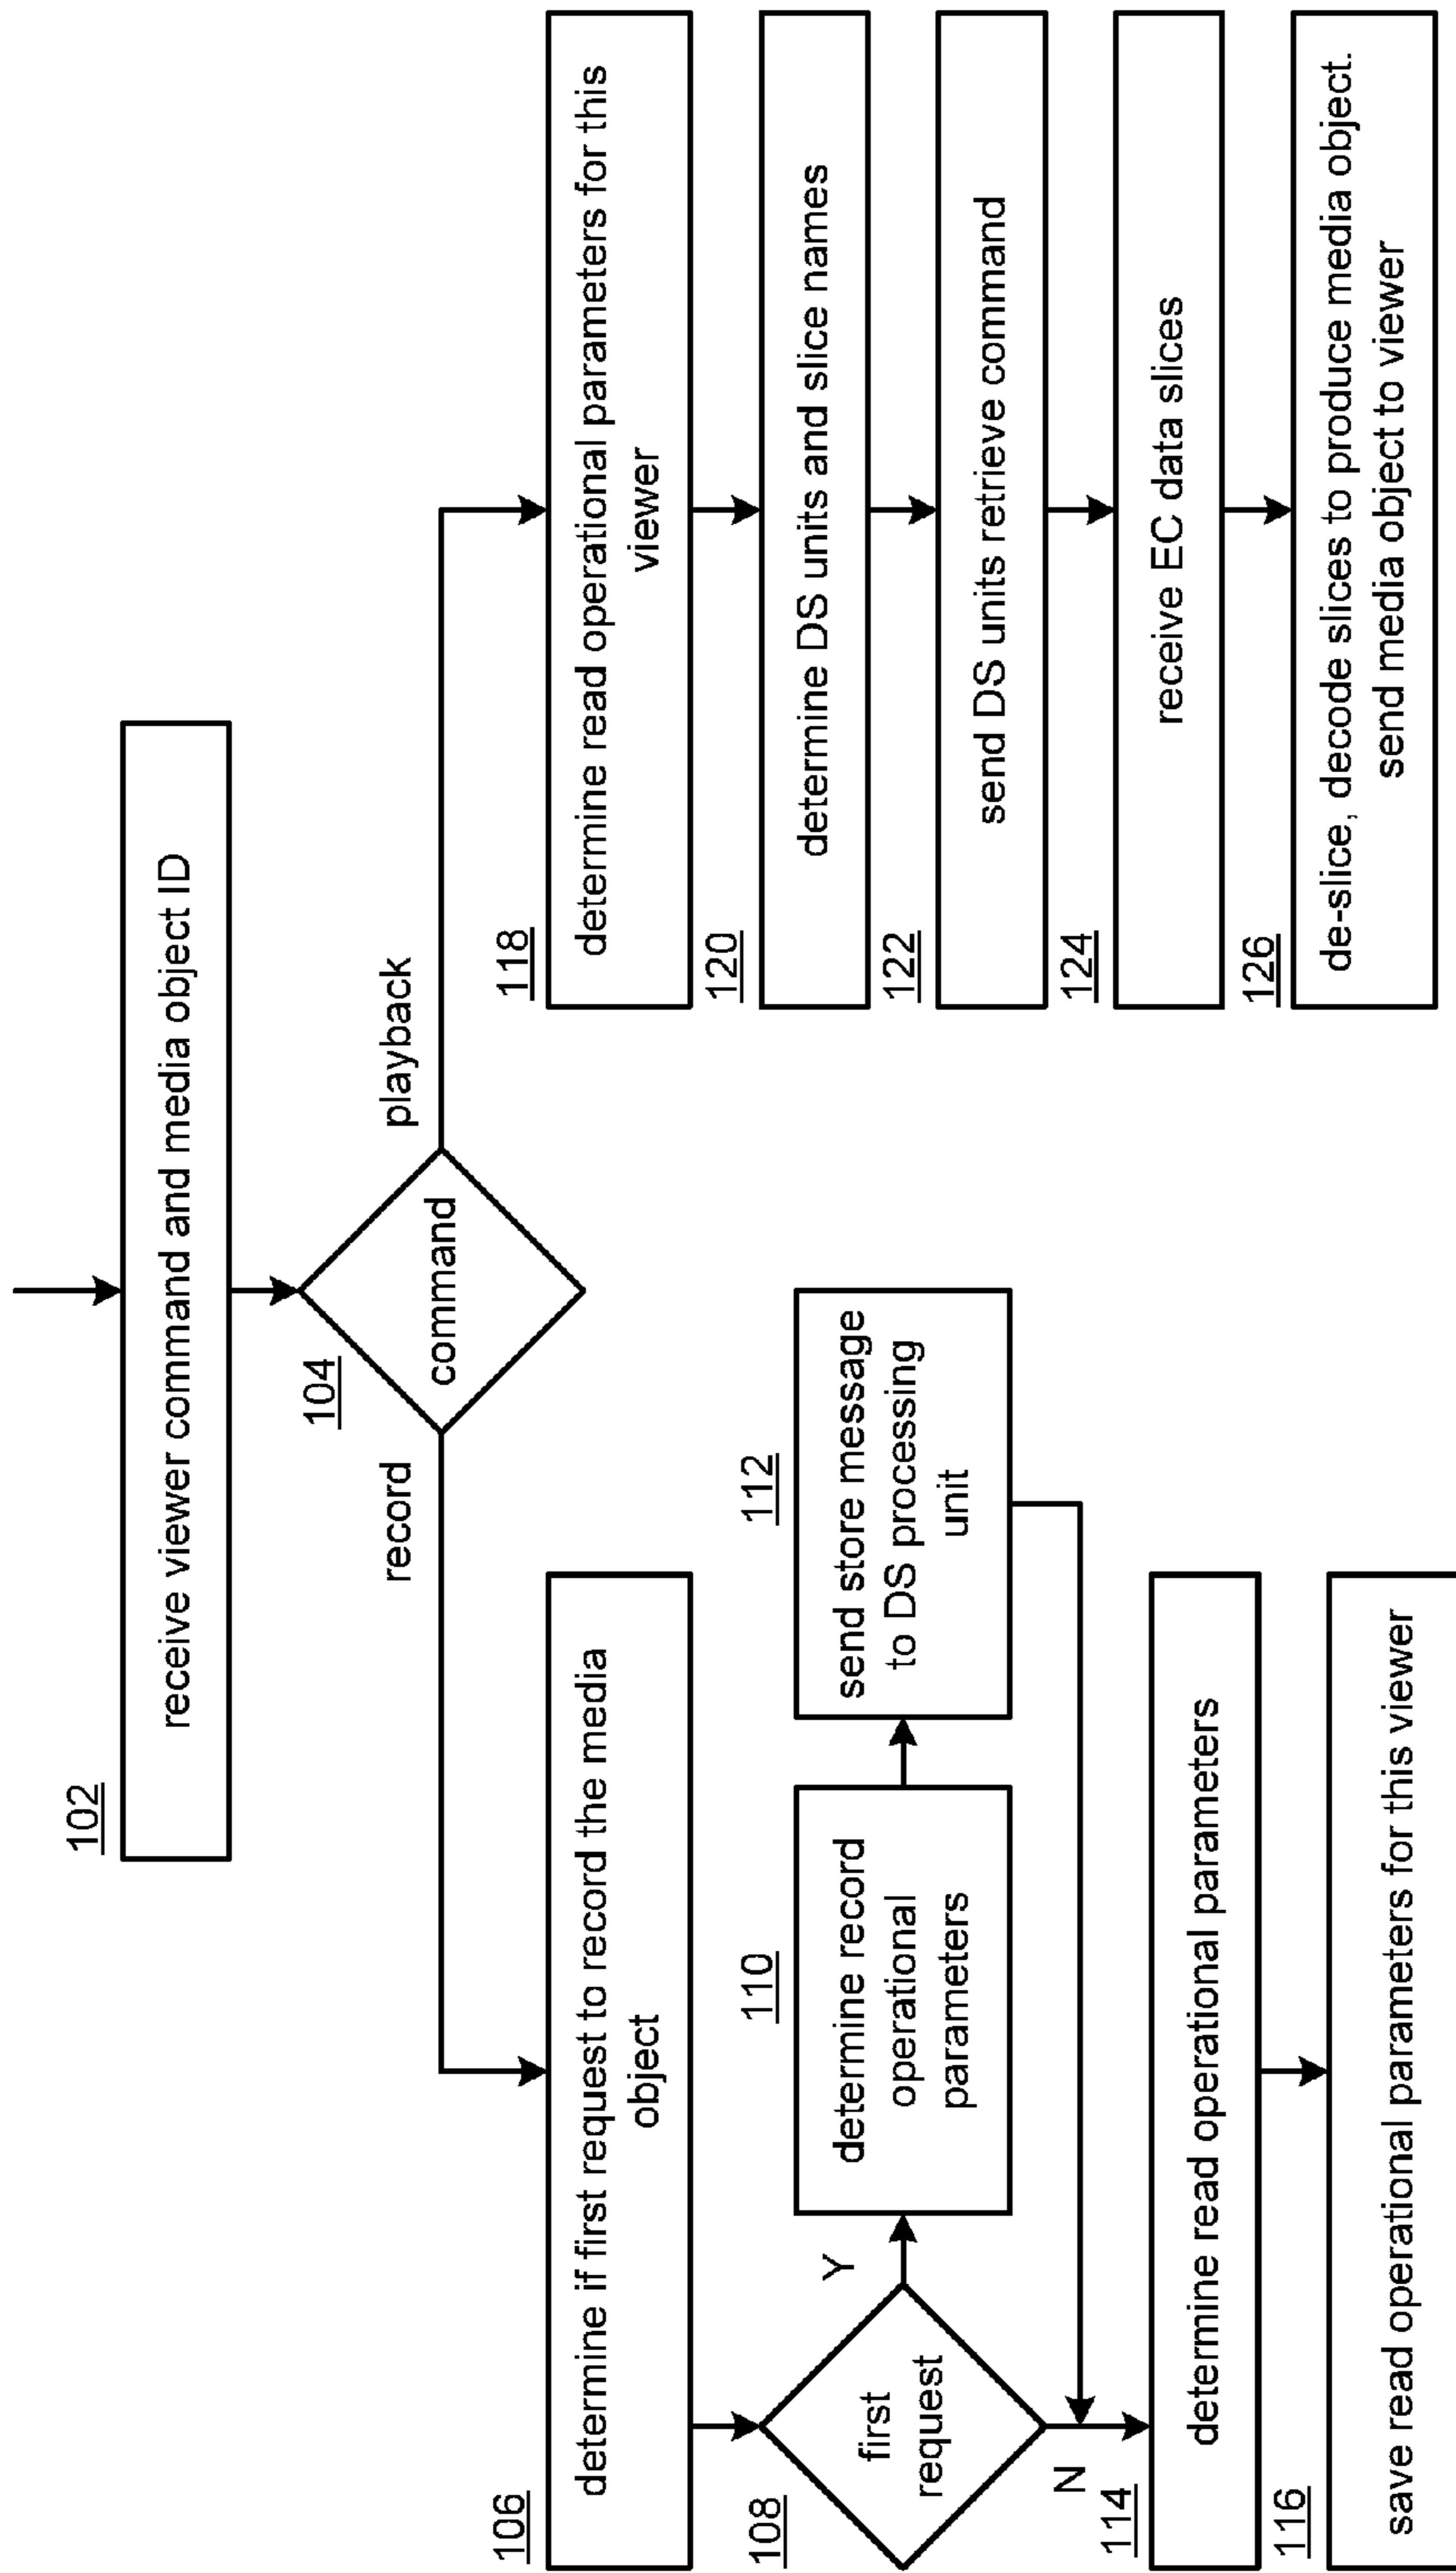 102
receive viewer command and media object ID
104
command
record
playback
106
determine if first request to record the media
object
108
first
request
Y
N
110
determine record
operational
parameters
112
send store message
to DS processing
unit
114
determine read operational parameters
116
save read operational parameters for this viewer
118
determine read operational parameters for this
viewer
120
determine DS units and slice names
122
send DS units retrieve command
124
receive EC data slices
126
de-slice, decode slices to produce media object.
send media object to viewer